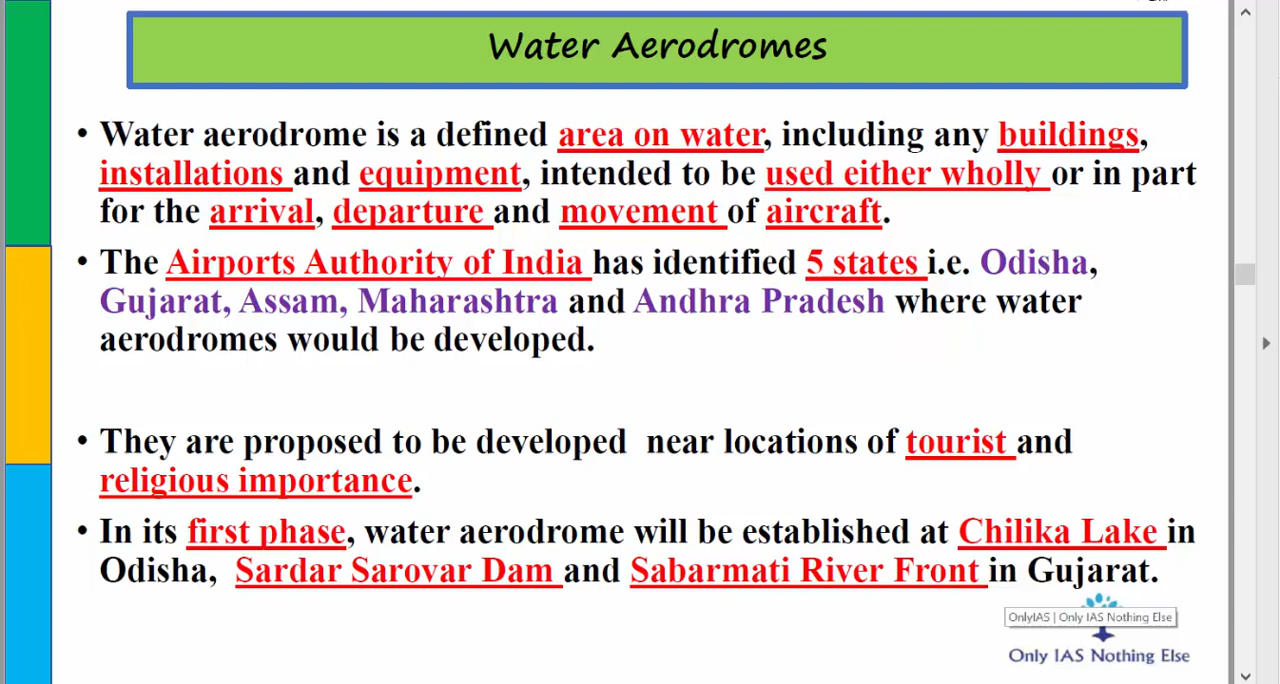 Water Aerodromes
• Water aerodrome is a defined area on water, including any buildings,
installations and equipment, intended to be used either wholly or in part
for the arrival, departure and movement of aircraft.
• The Airports Authority of India has identified 5 states i.e. Odisha,
Gujarat, Assam, Maharashtra and Andhra Pradesh where water
aerodromes would be developed.
• They are proposed to be developed near locations of tourist and
religious importance.
• In its first phase, water aerodrome will be established at Chilika Lake in
Odisha, Sardar Sarovar Dam and Sabarmati River Front in Gujarat.
OnlyIAS | Only IAS Nothing Else
Only IAS Nothing Else